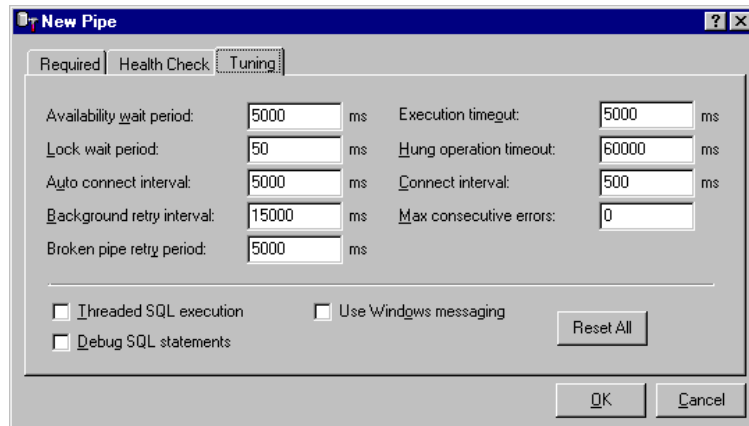 New Pipe
Required Health Check Tuning
Availability wait period: 5000 ms Execution timeout: 5000 ms
Lock wait period: 50 ms Hung operation timeout: 60000 ms
Auto connect interval: 5000 ms Connect interval: 500 ms
Background retry interval: 15000 ms Max consecutive errors: 0
Broken pipe retry period: 5000 ms
Threaded SQL execution Use Windows messaging
Reset All
Debug SQL statements
OK Cancel